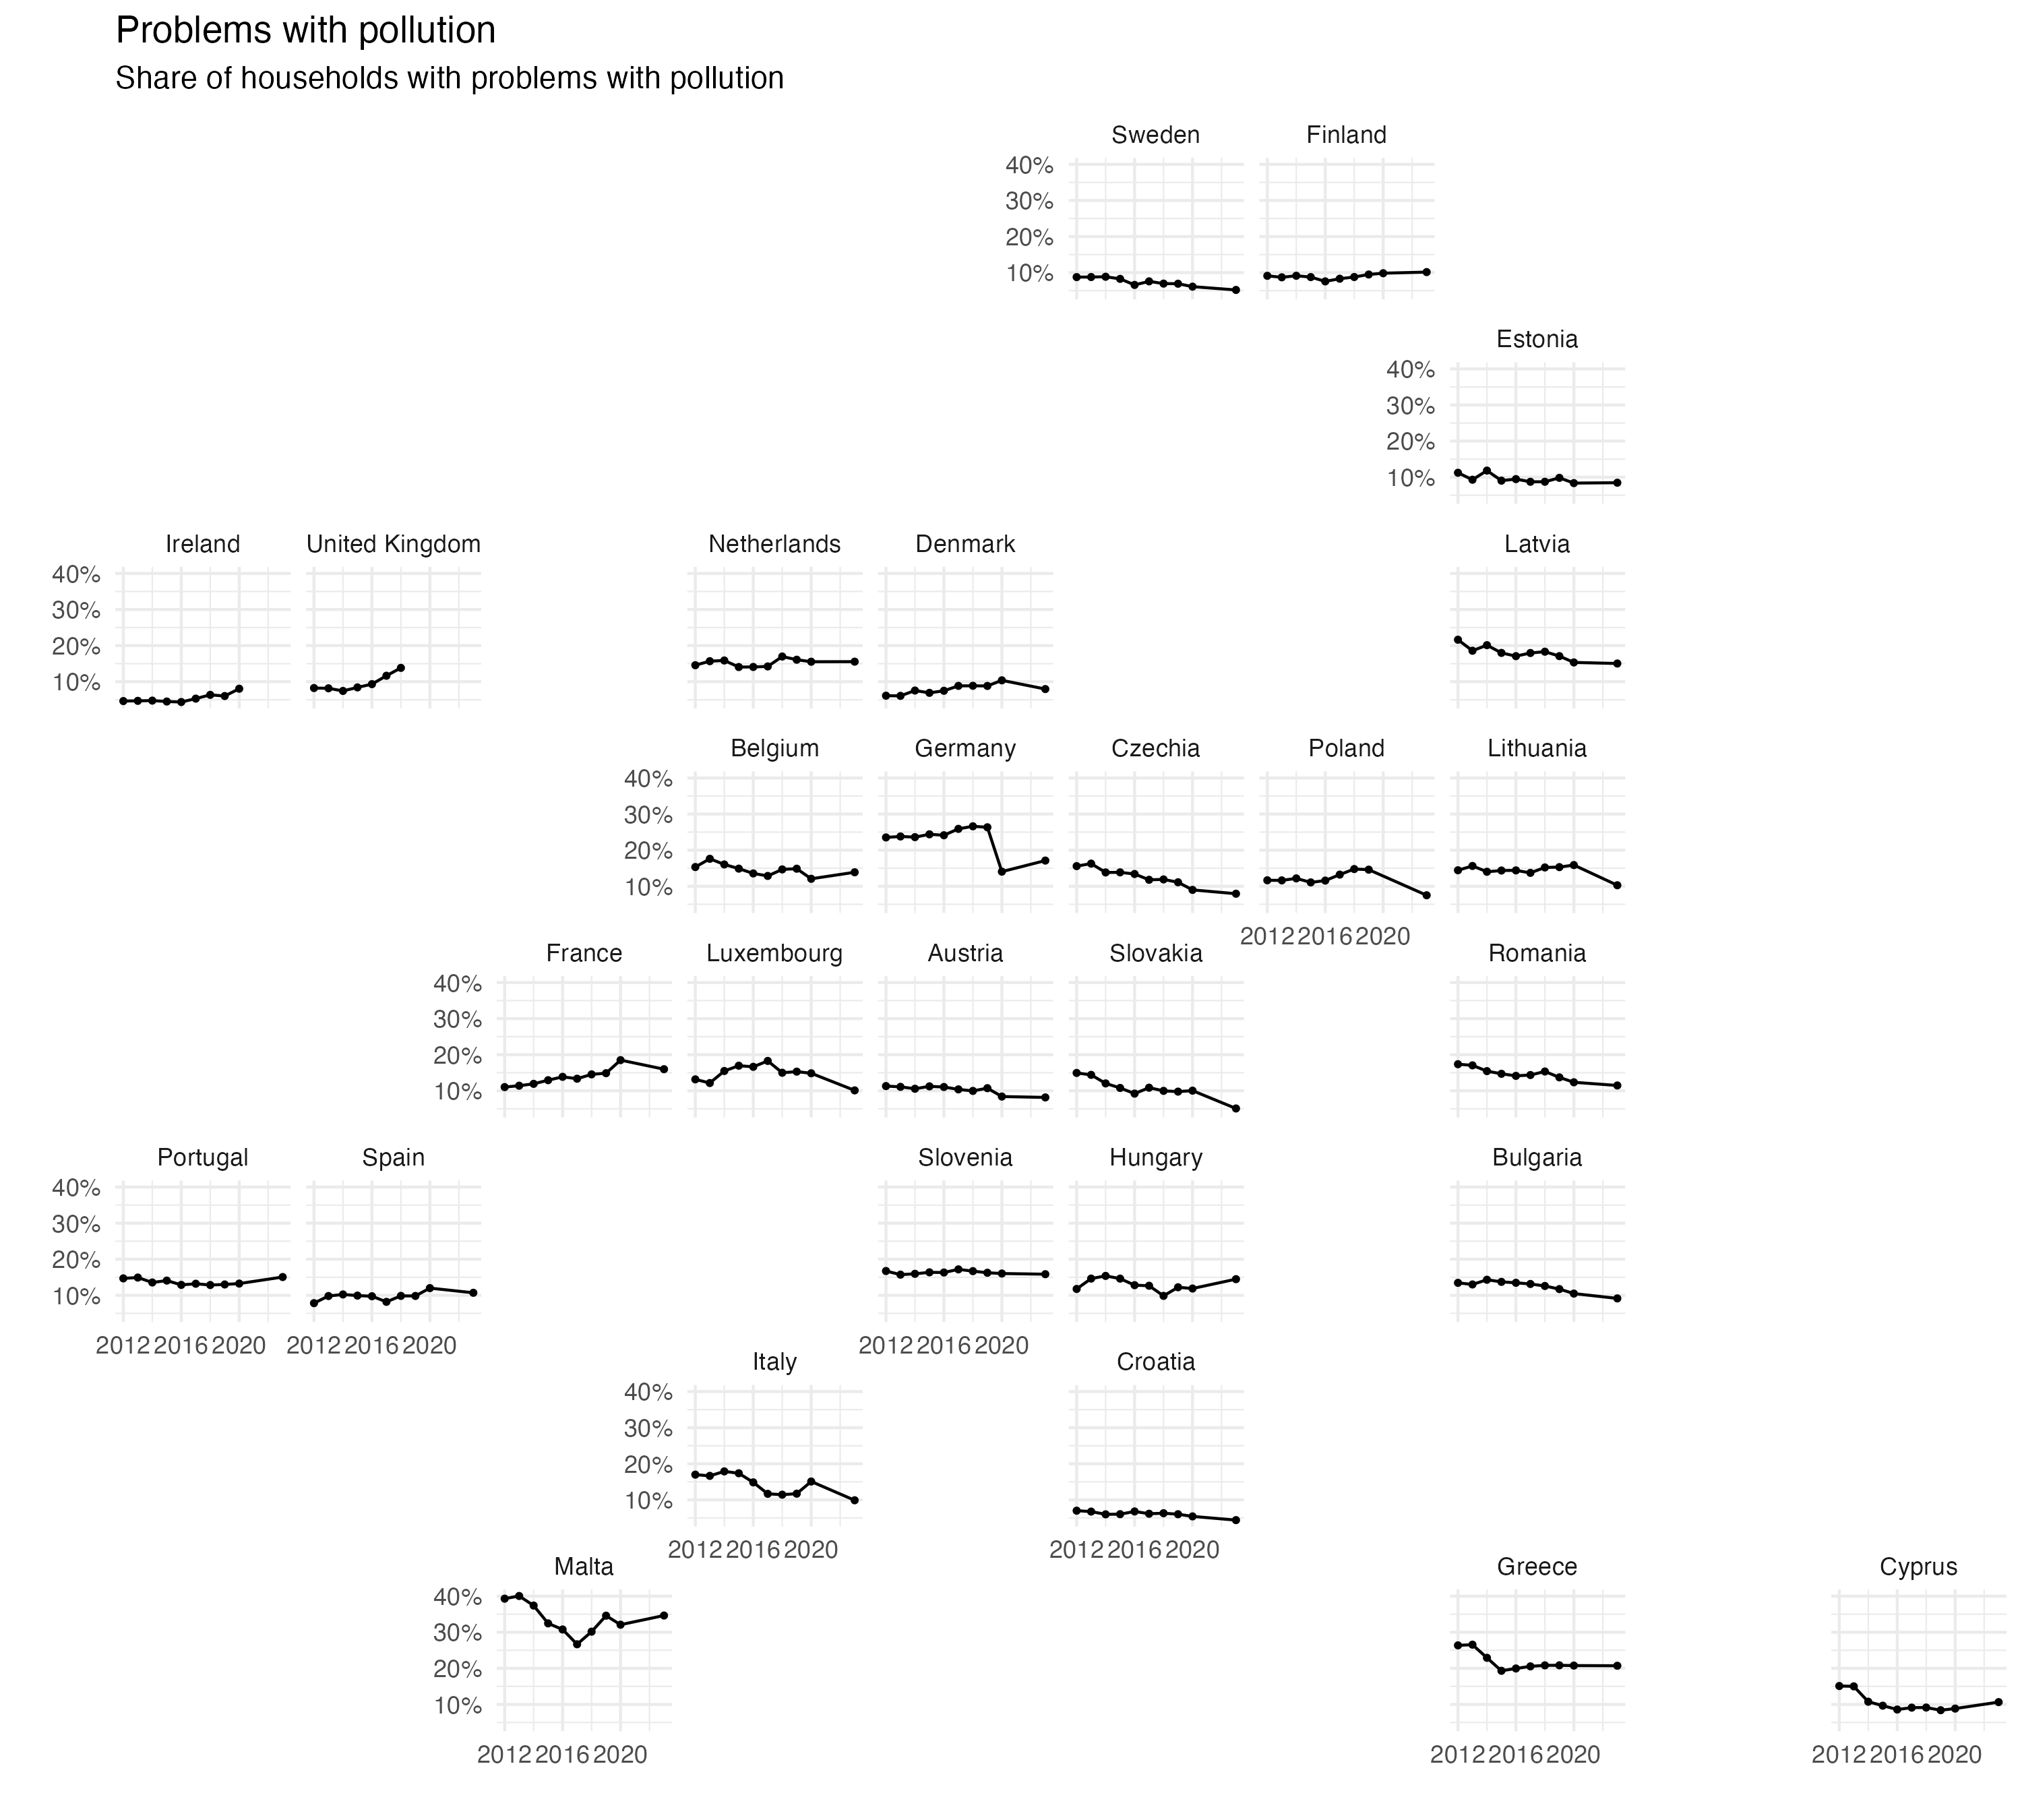 Problems with pollution
Share of households with problems with pollution
Sweden Finland
40%
30%
20%
10%
Estonia
40%
30%
20%
10%
Ireland United Kingdom Netherlands Denmark Latvia
40%
30%
20%
10%
Belgium Germany Czechia Poland Lithuania
40%
30%
20%
10%
2012 2016 2020
France Luxembourg Austria Slovakia Romania
40%
30%
20%
10%
Portugal Spain Slovenia Hungary Bulgaria
40%
30%
20%
10%
2012 2016 2020 2012 2016 2020 2012 2016 2020
Italy Croatia
40%
30%
20%
10%
2012 2016 2020 2012 2016 2020
Malta Greece Cyprus
40%
30%
20%
10%
2012 2016 2020 2012 2016 2020 2012 2016 2020